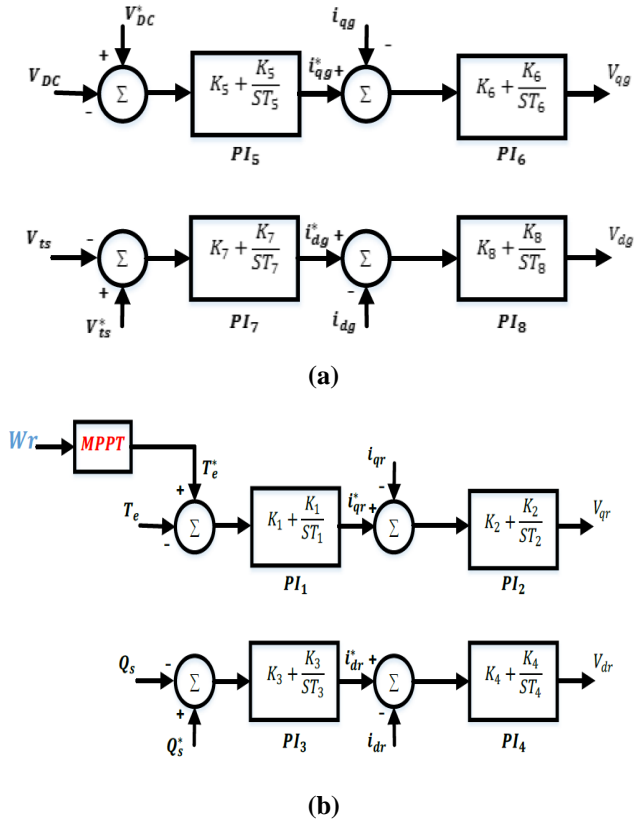 V*DC
iqg
+
-
VDC
-
Σ
K5 + K5/ST5
i*qg +
Σ
K6 + K6/ST6
Vqg
PI5
PI6
Vts
-
Σ
+
V*ts
K7 + K7/ST7
i*dg +
Σ
-
idg
K8 + K8/ST8
Vdg
PI7
PI8
(a)
Wr
MPPT
T*e
iqr
+
-
Te
-
Σ
K1 + K1/ST1
i*qr +
Σ
K2 + K2/ST2
Vqr
PI1
PI2
Qs
-
Σ
+
Q*s
K3 + K3/ST3
i*dr +
Σ
-
idr
K4 + K4/ST4
Vdr
PI3
PI4
(b)